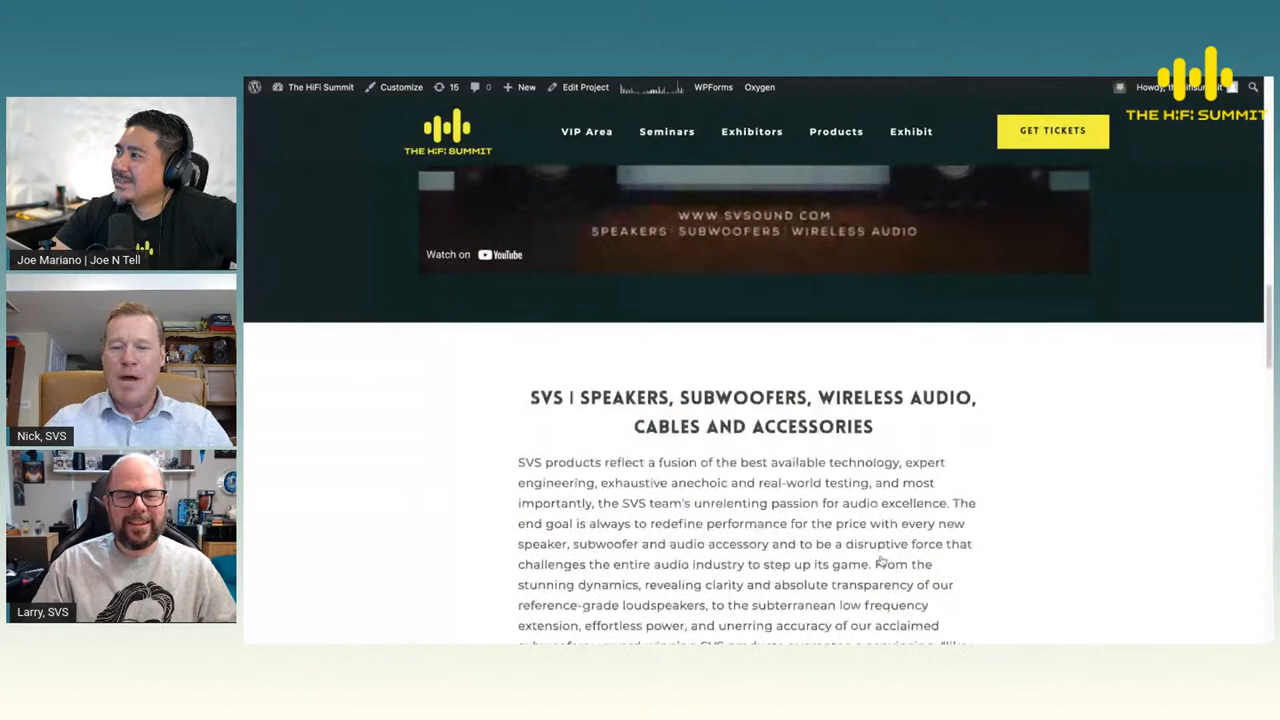 The HiFi Summit
Customize
15
0
New
Edit Project
WPForms
Oxygen
THE HIFI SUMMIT
THE HIFI SUMMIT
VIP Area
Seminars
Exhibitors
Products
Exhibit
GET TICKETS
WWW SVSOUND COM
SPEAKERS | SUBWOOFERS | WIRELESS AUDIO
Watch on YouTube
Joe Mariano | Joe N Tell
Nick, SVS
Larry, SVS
SVS | SPEAKERS, SUBWOOFERS, WIRELESS AUDIO,
CABLES AND ACCESSORIES
SVS products reflect a fusion of the best available technology, expert
engineering, exhaustive anechoic and real-world testing, and most
importantly, the SVS team's unrelenting passion for audio excellence. The
end goal is always to redefine performance for the price with every new
speaker, subwoofer and audio accessory and to be a disruptive force that
challenges the entire audio industry to step up its game. From the
stunning dynamics, revealing clarity and absolute transparency of our
reference-grade loudspeakers, to the subterranean low frequency
extension, effortless power, and unerring accuracy of our acclaimed